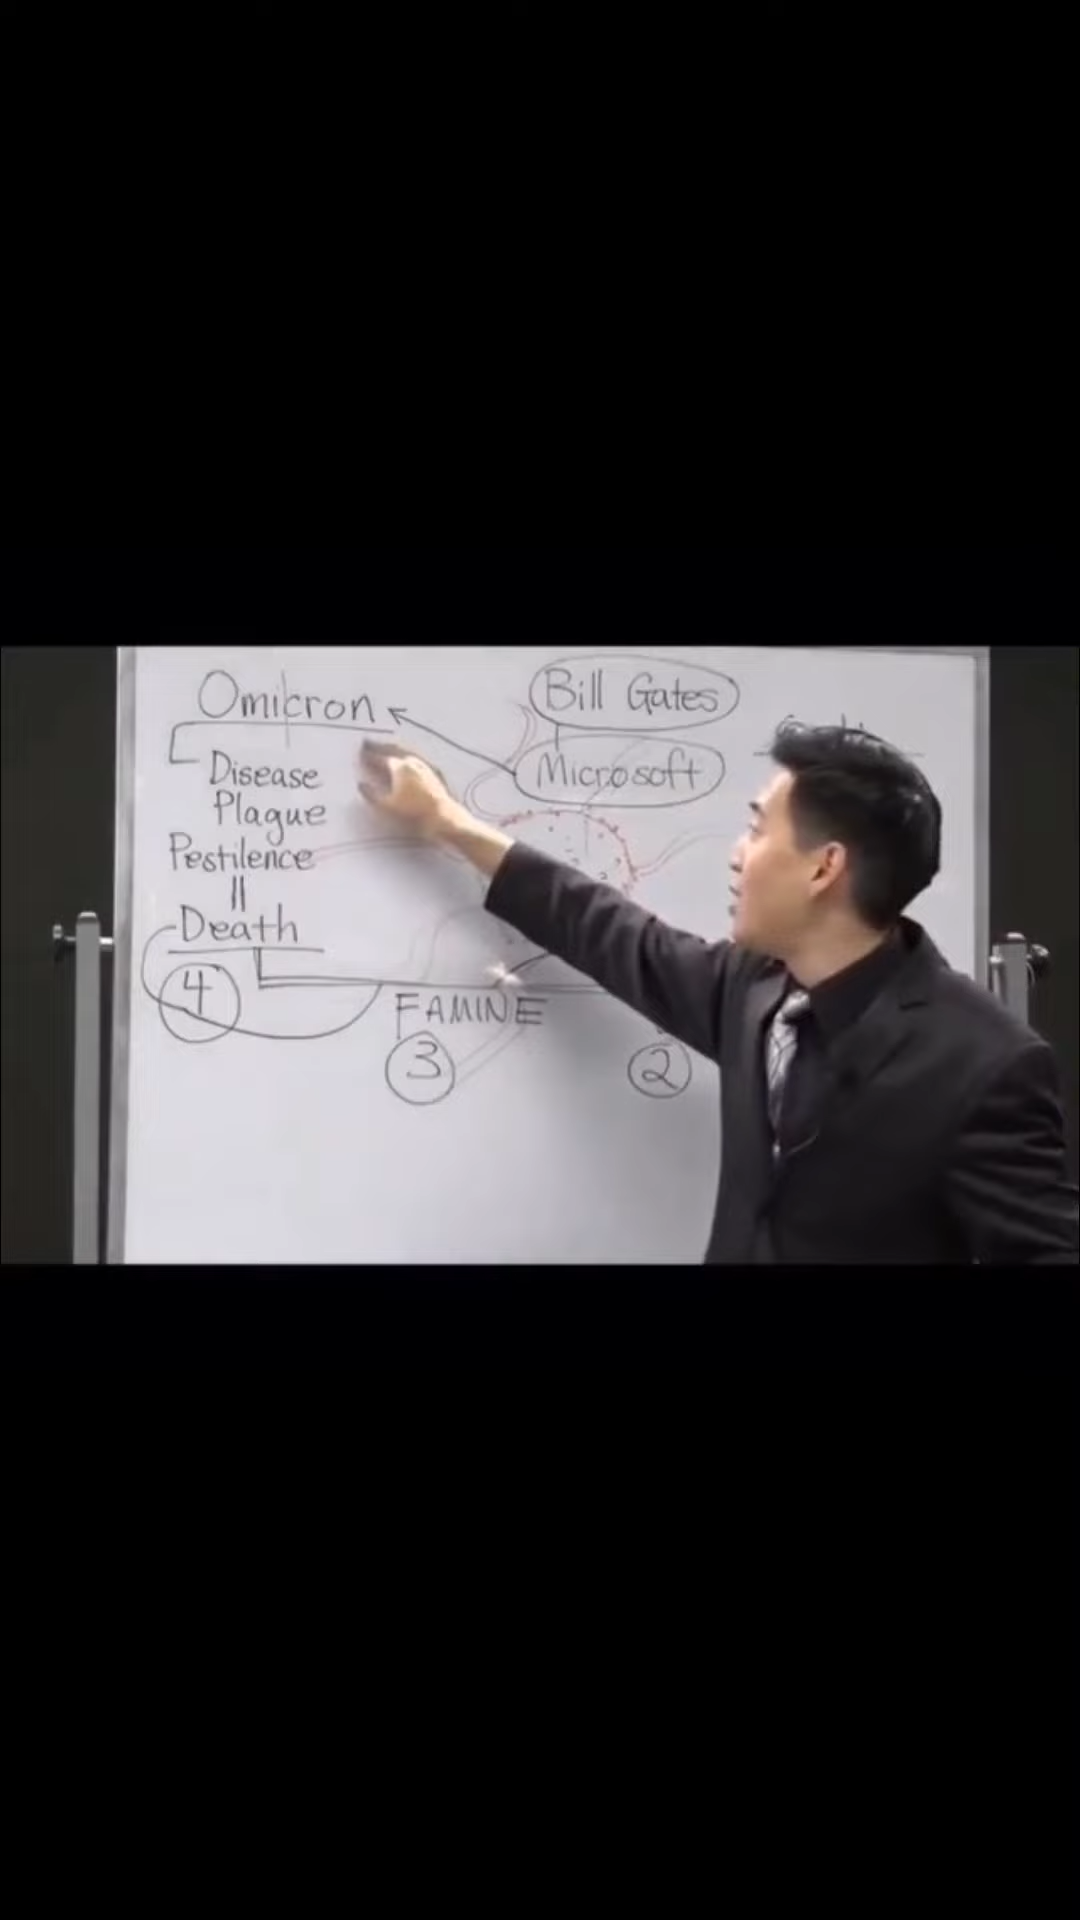 Omicron
Bill Gates
Microsoft
Disease
Plague
Pestilence
Death
4
FAMINE
3
2